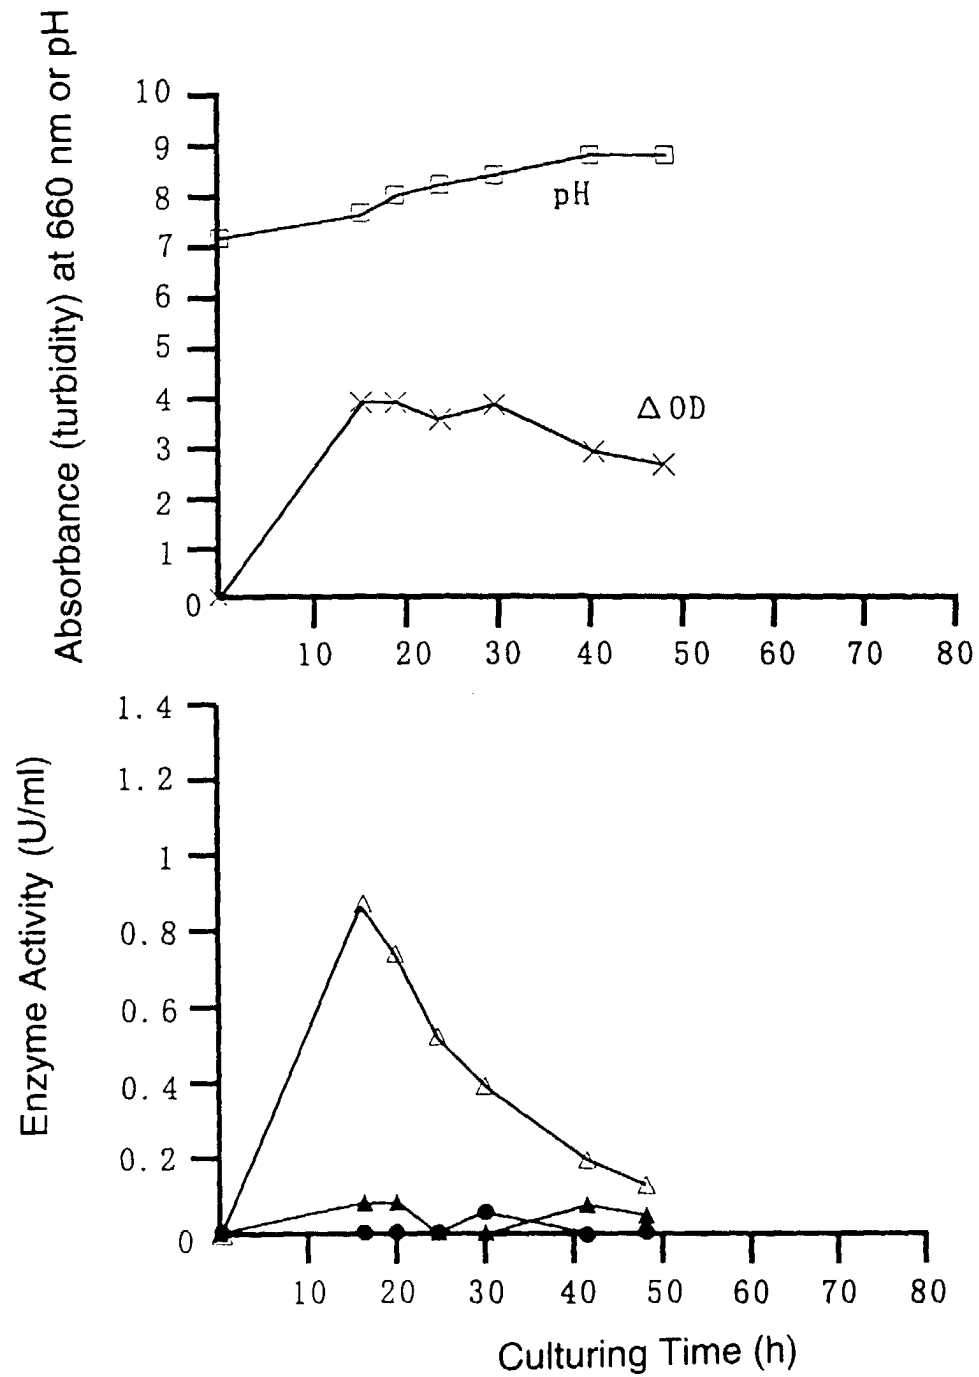 Absorbance (turbidity) at 660 nm or pH
10
9
8
7
6
5
4
3
2
1
0
pH
Δ OD
10 20 30 40 50 60 70 80
Enzyme Activity (U/ml)
1.4
1.2
1
0.8
0.6
0.4
0.2
0
10 20 30 40 50 60 70 80
Culturing Time (h)